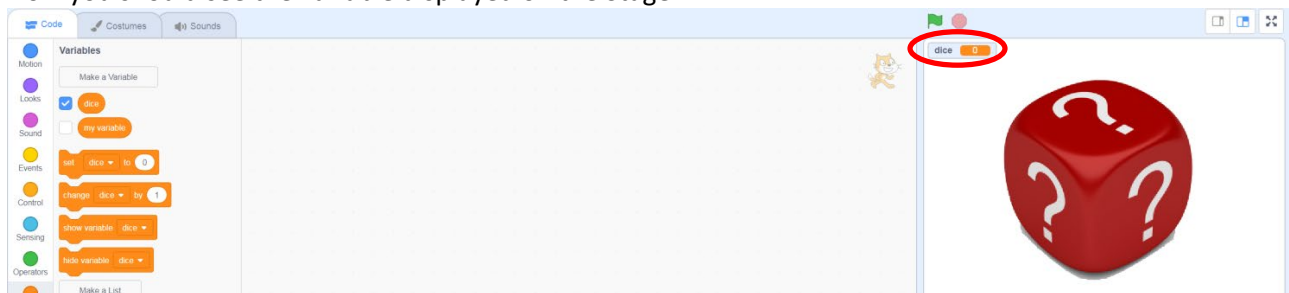 Code Costumes Sounds
Variables
Motion
Make a Variable
Looks
dice
my variable
Sound
Events
set dice to 0
Control
change dice by 1
Sensing
show variable dice
Operators
hide variable dice
Make a List
dice 0
? ? ?